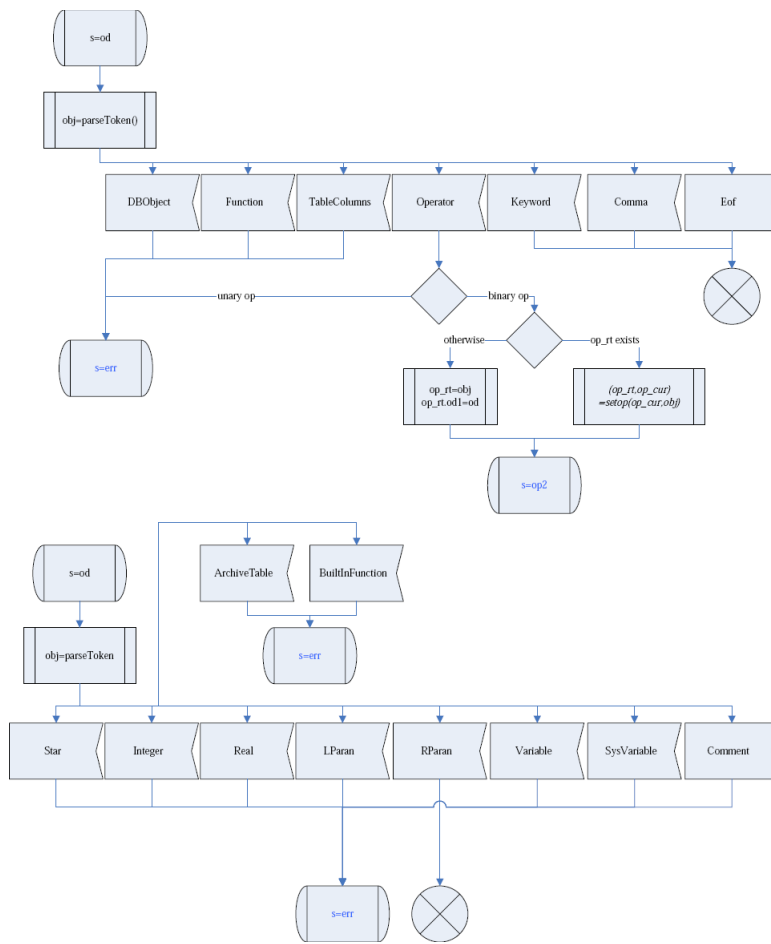 s=od
obj=parseToken()
DBObject
Function
TableColumns
Operator
Keyword
Comma
Eof
unary op
binary op
otherwise
op_rt exists
s=err
op_rt=obj
op_rt.od1=od
(op_rt,op_cur)
=setop(op_cur,obj)
s=op2
s=od
ArchiveTable
BuiltInFunction
obj=parseToken
s=err
Star
Integer
Real
LParan
RParan
Variable
SysVariable
Comment
s=err